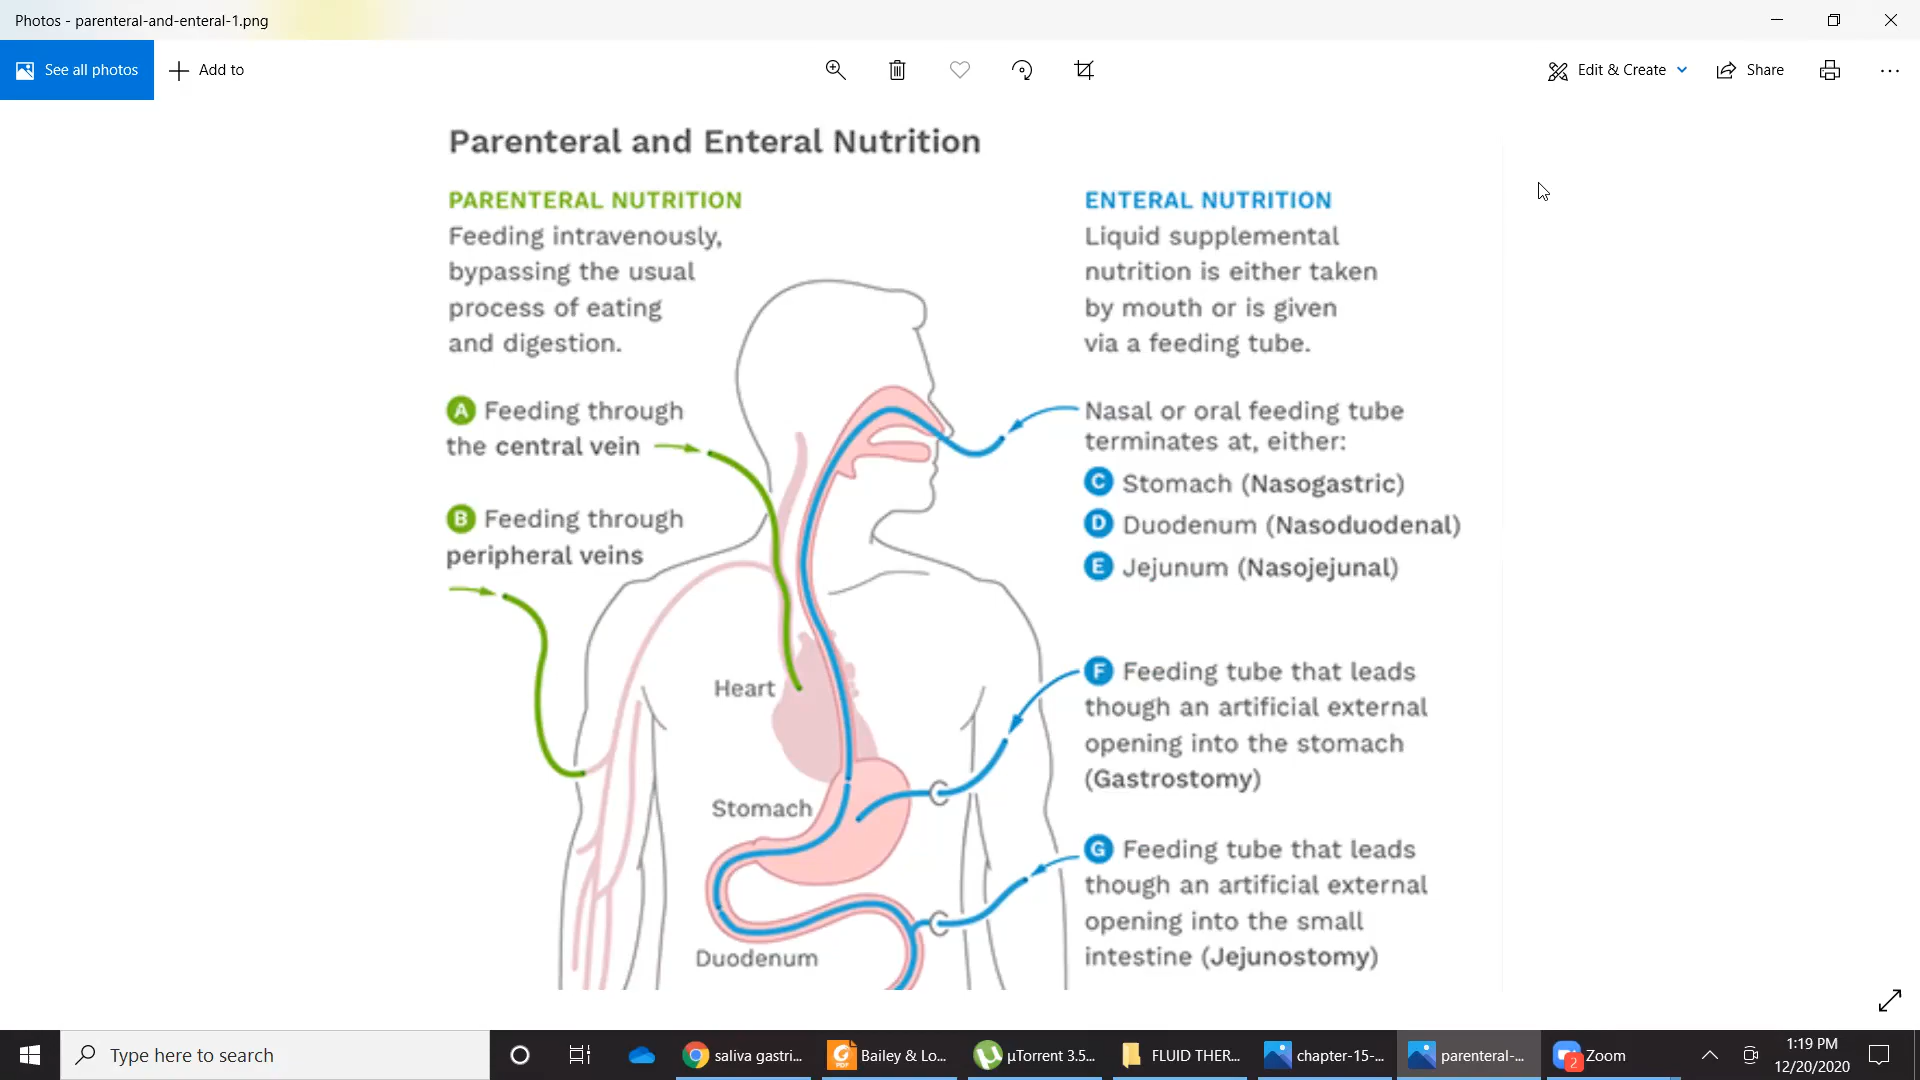 Photos - parenteral-and-enteral-1.png
See all photos
Add to
Edit & Create
Share
Parenteral and Enteral Nutrition
PARENTERAL NUTRITION
Feeding intravenously,
bypassing the usual
process of eating
and digestion.
A Feeding through
the central vein
B Feeding through
peripheral veins
ENTERAL NUTRITION
Liquid supplemental
nutrition is either taken
by mouth or is given
via a feeding tube.
Nasal or oral feeding tube
terminates at, either:
C Stomach (Nasogastric)
D Duodenum (Nasoduodenal)
E Jejunum (Nasojejunal)
F Feeding tube that leads
though an artificial external
opening into the stomach
(Gastrostomy)
G Feeding tube that leads
though an artificial external
opening into the small
intestine (Jejunostomy)
Heart
Stomach
Duodenum
Type here to search
saliva gastri...
Bailey & Lo...
µTorrent 3.5...
FLUID THER...
chapter-15-...
parenteral-...
2
Zoom
1:19 PM
12/20/2020